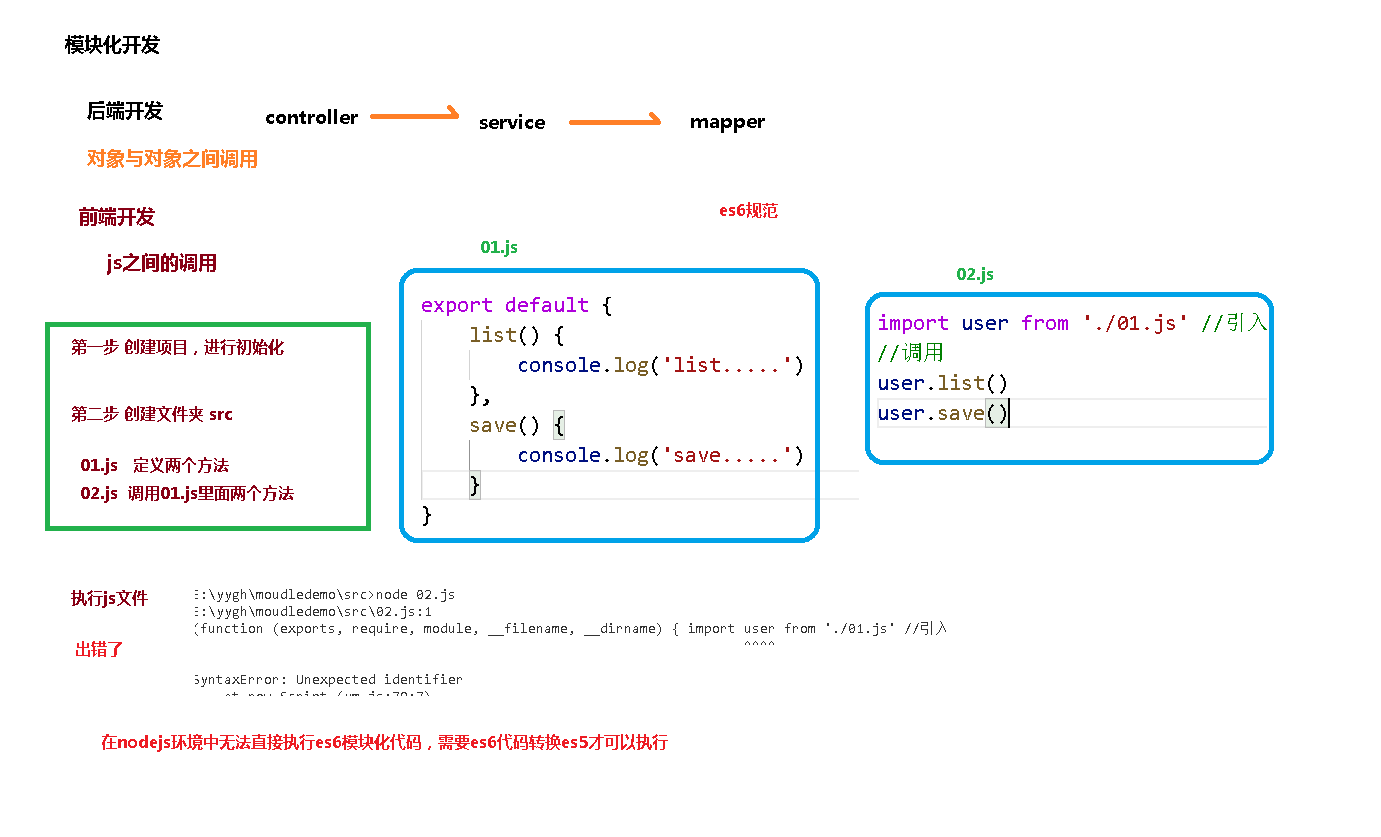 模块化开发
后端开发
controller
service
mapper
对象与对象之间调用
前端开发
es6规范
js之间的调用
01.js
export default {
list() {
console.log('list.....')
},
save() {
console.log('save.....')
}
}
02.js
import user from './01.js' //引入
//调用
user.list()
user.save()
第一步 创建项目，进行初始化
第二步 创建文件夹 src
01.js 定义两个方法
02.js 调用01.js里面两个方法
执行js文件
E:\yygh\moudledemo\src>node 02.js
E:\yygh\moudledemo\src\02.js:1
(function (exports, require, module, __filename, __dirname) { import user from './01.js' //引入
^^^^
出错了
SyntaxError: Unexpected identifier
at new Script (vm.js:79:7)
在nodejs环境中无法直接执行es6模块化代码，需要es6代码转换es5才可以执行